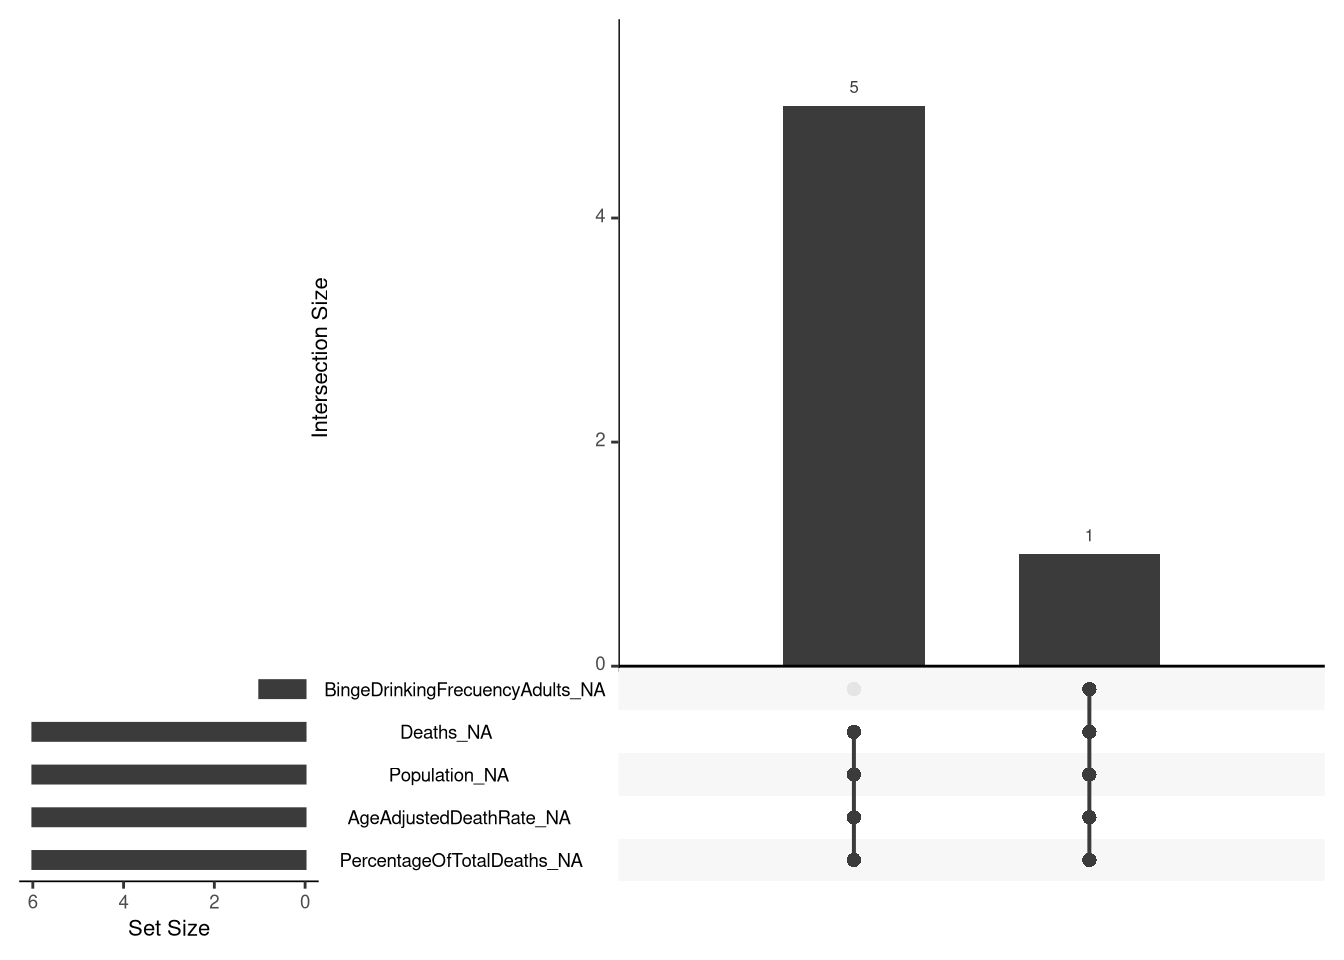 5
4
Intersection Size
2
1
0
BingeDrinkingFrecuencyAdults_NA
Deaths_NA
Population_NA
AgeAdjustedDeathRate_NA
PercentageOfTotalDeaths_NA
6 4 2 0
Set Size